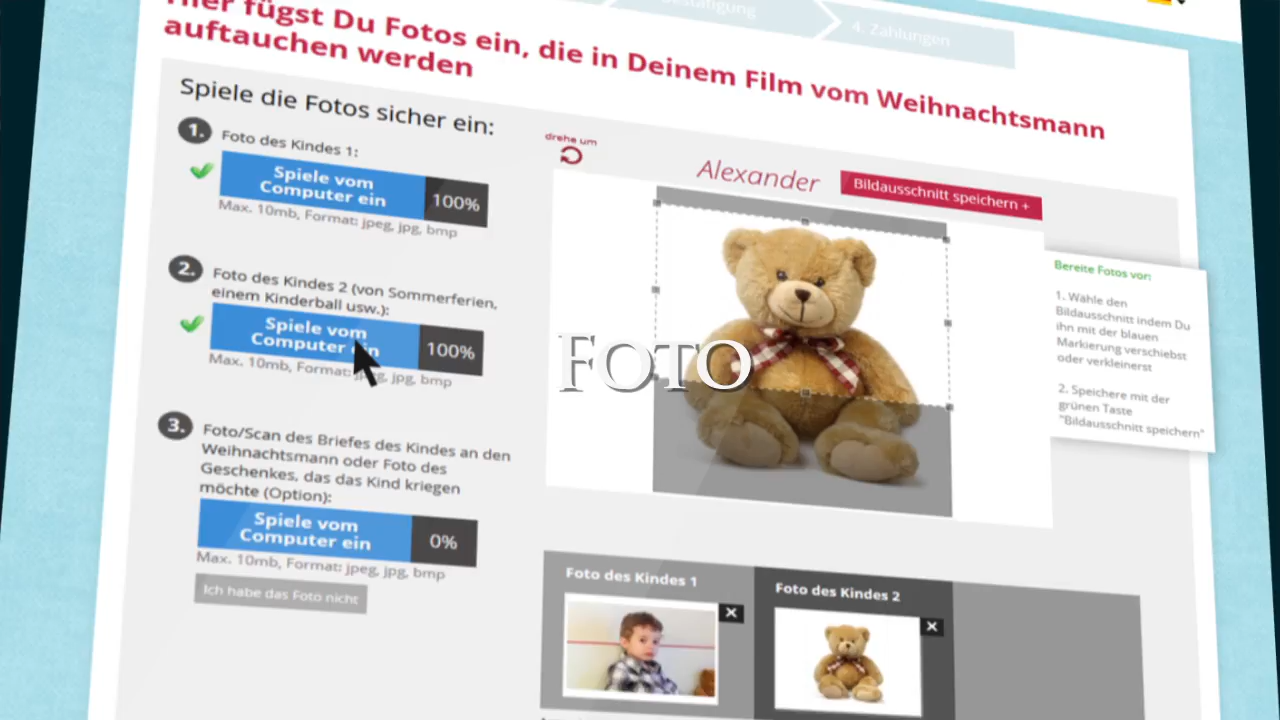 4. Zahlungen
Hier fügst Du Fotos ein, die in Deinem Film vom Weihnachtsmann
auftauchen werden
Spiele die Fotos sicher ein:
1.
Foto des Kindes 1:
Spiele vom
Computer ein
100%
Max. 10mb, Format: jpeg, jpg, bmp
2.
Foto des Kindes 2 (von Sommerferien,
einem Kinderball usw.):
Spiele vom
Computer ein
100%
Max. 10mb, Format: jpeg, jpg, bmp
3.
Foto/Scan des Briefes des Kindes an den
Weihnachtsmann oder Foto des
Geschenkes, das das Kind kriegen
möchte (Option):
Spiele vom
Computer ein
0%
Max. 10mb, Format: jpeg, jpg, bmp
Ich habe das Foto nicht
drehe um
Alexander
Bildausschnitt speichern +
FOTO
Bereite Fotos vor:
1. Wähle den
Bildausschnitt indem Du
ihn mit der blauen
Markierung verschiebst
oder verkleinerst
2. Speichere mit der
grünen Taste
"Bildausschnitt speichern"
Foto des Kindes 1
Foto des Kindes 2